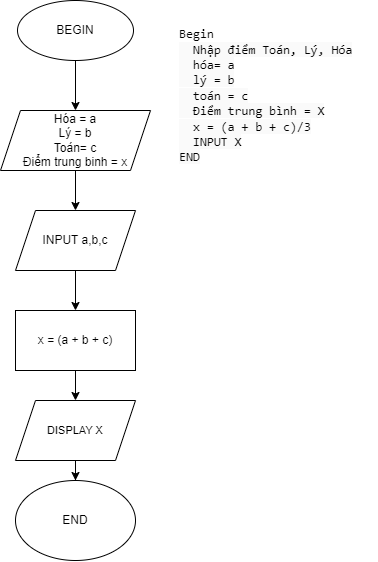 BEGIN
Hóa = a
Lý = b
Toán= c
Điểm trung binh = x
INPUT a,b,c
x = (a + b + c)
DISPLAY X
END
Begin
Nhập điểm Toán, Lý, Hóa
hóa= a
lý = b
toán = c
Điểm trung bình = X
x = (a + b + c)/3
INPUT X
END